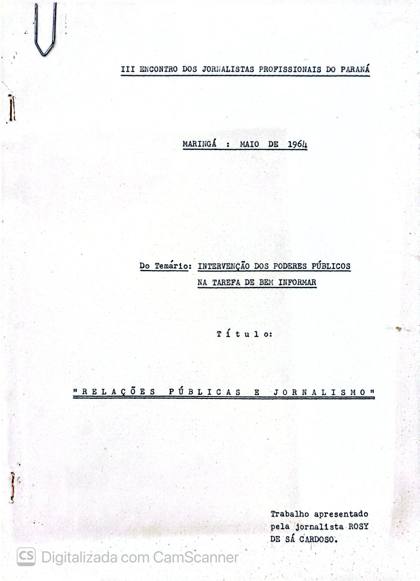 III ENCONTRO DOS JORNALISTAS PROFISSIONAIS DO PARANÁ
MARINGÁ : MAIO DE 1964
Do Temário: INTERVENÇÃO DOS PODERES PÚBLICOS
NA TAREFA DE BEM INFORMAR
T í t u l o:
"R E L A Ç Õ E S P Ú B L I C A S E J O R N A L I S M O"
Trabalho apresentado
pela jornalista ROSY
DE SÁ CARDOSO.
CS Digitalizada com CamScanner